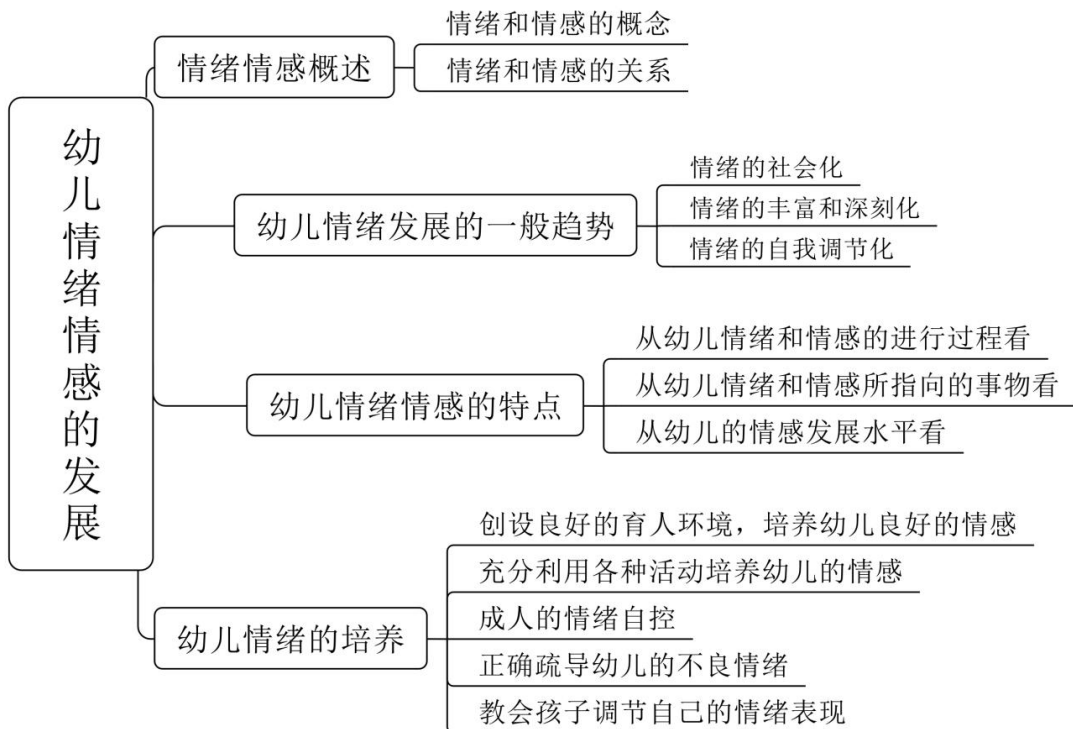 幼儿情绪情感的发展
情绪情感概述
情绪和情感的概念
情绪和情感的关系
幼儿情绪发展的一般趋势
情绪的社会化
情绪的丰富和深刻化
情绪的自我调节化
幼儿情绪情感的特点
从幼儿情绪和情感的进行过程看
从幼儿情绪和情感所指向的事物看
从幼儿的情感发展水平看
幼儿情绪的培养
创设良好的育人环境，培养幼儿良好的情感
充分利用各种活动培养幼儿的情感
成人的情绪自控
正确疏导幼儿的不良情绪
教会孩子调节自己的情绪表现